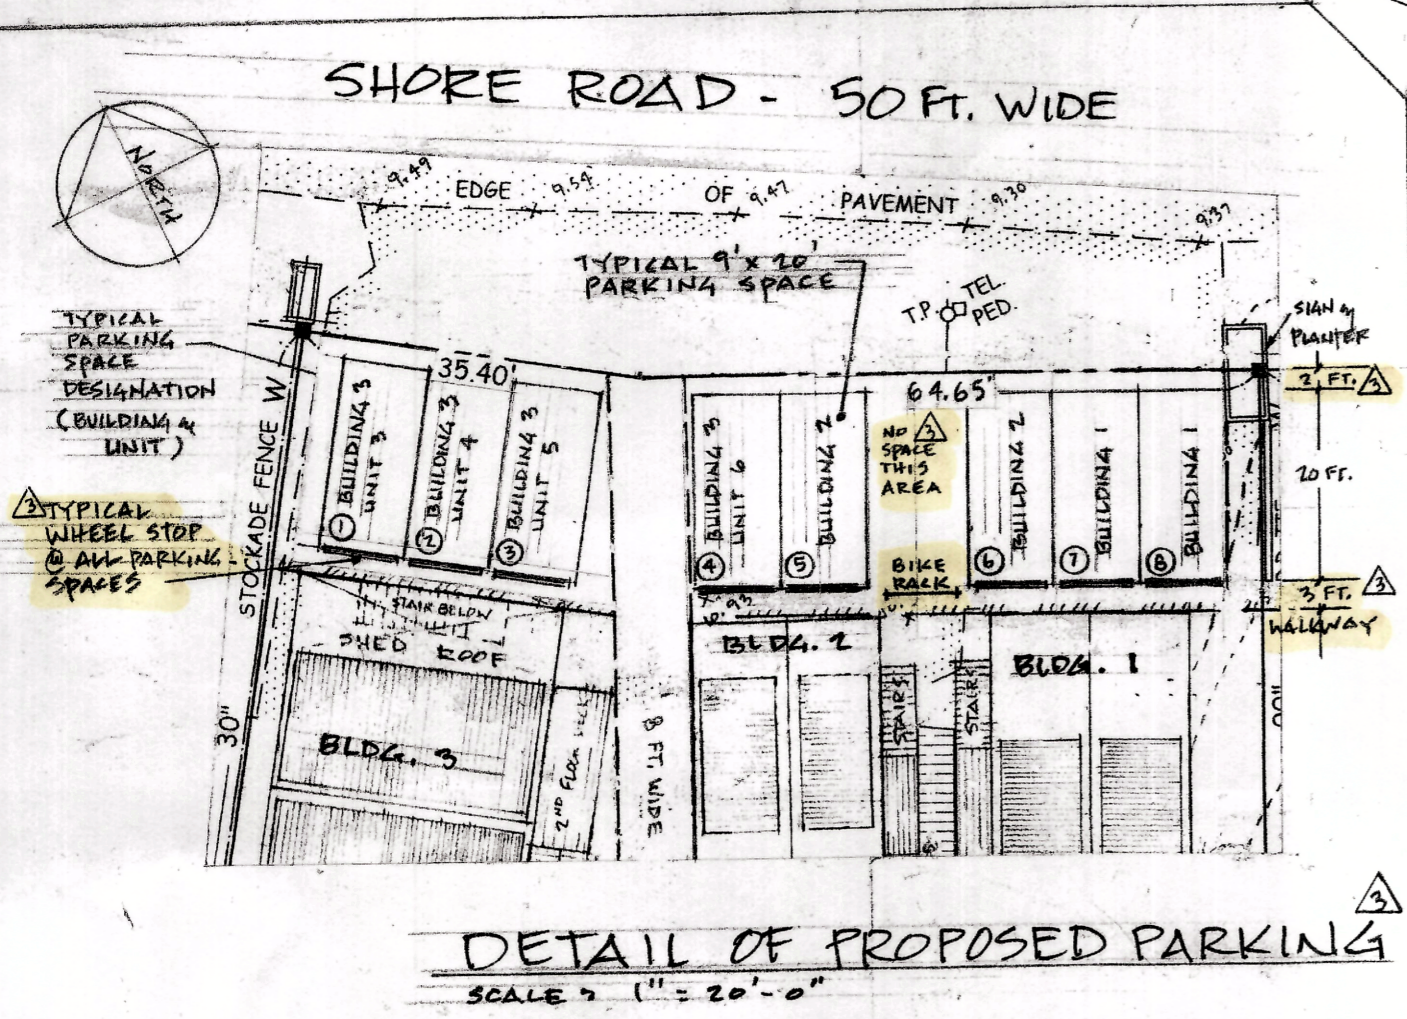 SHORE ROAD - 50 FT. WIDE
NORTH
9.49
EDGE
9.54
OF
9.47
PAVEMENT
9.30
9.37
TYPICAL 9' x 20'
PARKING SPACE
T.P.
TEL
PED.
SIGN &
PLANTER
TYPICAL
PARKING
SPACE
DESIGNATION
(BUILDING &
UNIT)
35.40'
64.65'
2 FT. 3
20 FT.
3 FT. 3
WALKWAY
STOCKADE FENCE W
30"
3 TYPICAL
WHEEL STOP
@ ALL PARKING
SPACES
1 BUILDING 3
UNIT 3
2 BUILDING 3
UNIT 4
3 BUILDING 3
UNIT 5
4 BUILDING 3
UNIT 6
5 BUILDING 2
NO 3
SPACE
THIS
AREA
BIKE
RACK
6 BUILDING 2
7 BUILDING 1
8 BUILDING 1
STAIR BELOW
SHED ROOF
BLDG. 3
2ND FLOOR
8 FT. WIDE
6.93
BLDG. 2
STAIRS
STAIRS
BLDG. 1
3
DETAIL OF PROPOSED PARKING
SCALE: 1" = 20'-0"